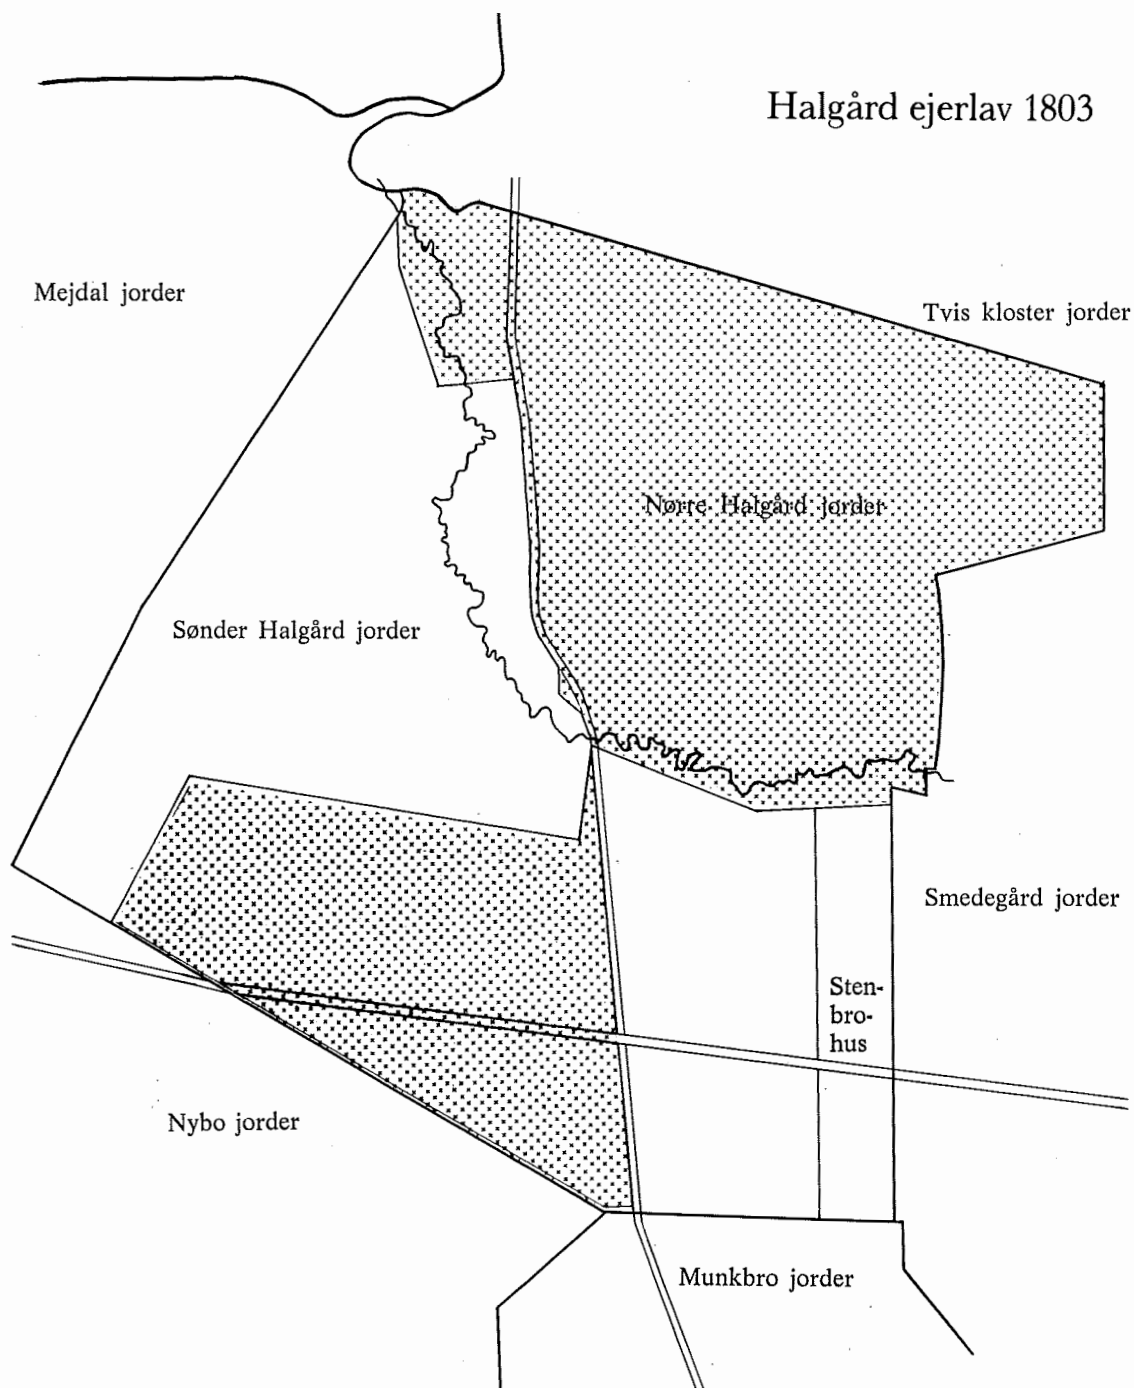 Halgård ejerlav 1803
Mejdal jorder
Tvis kloster jorder
Nørre Halgård jorder
Sønder Halgård jorder
Smedegård jorder
Sten-
bro-
hus
Nybo jorder
Munkbro jorder